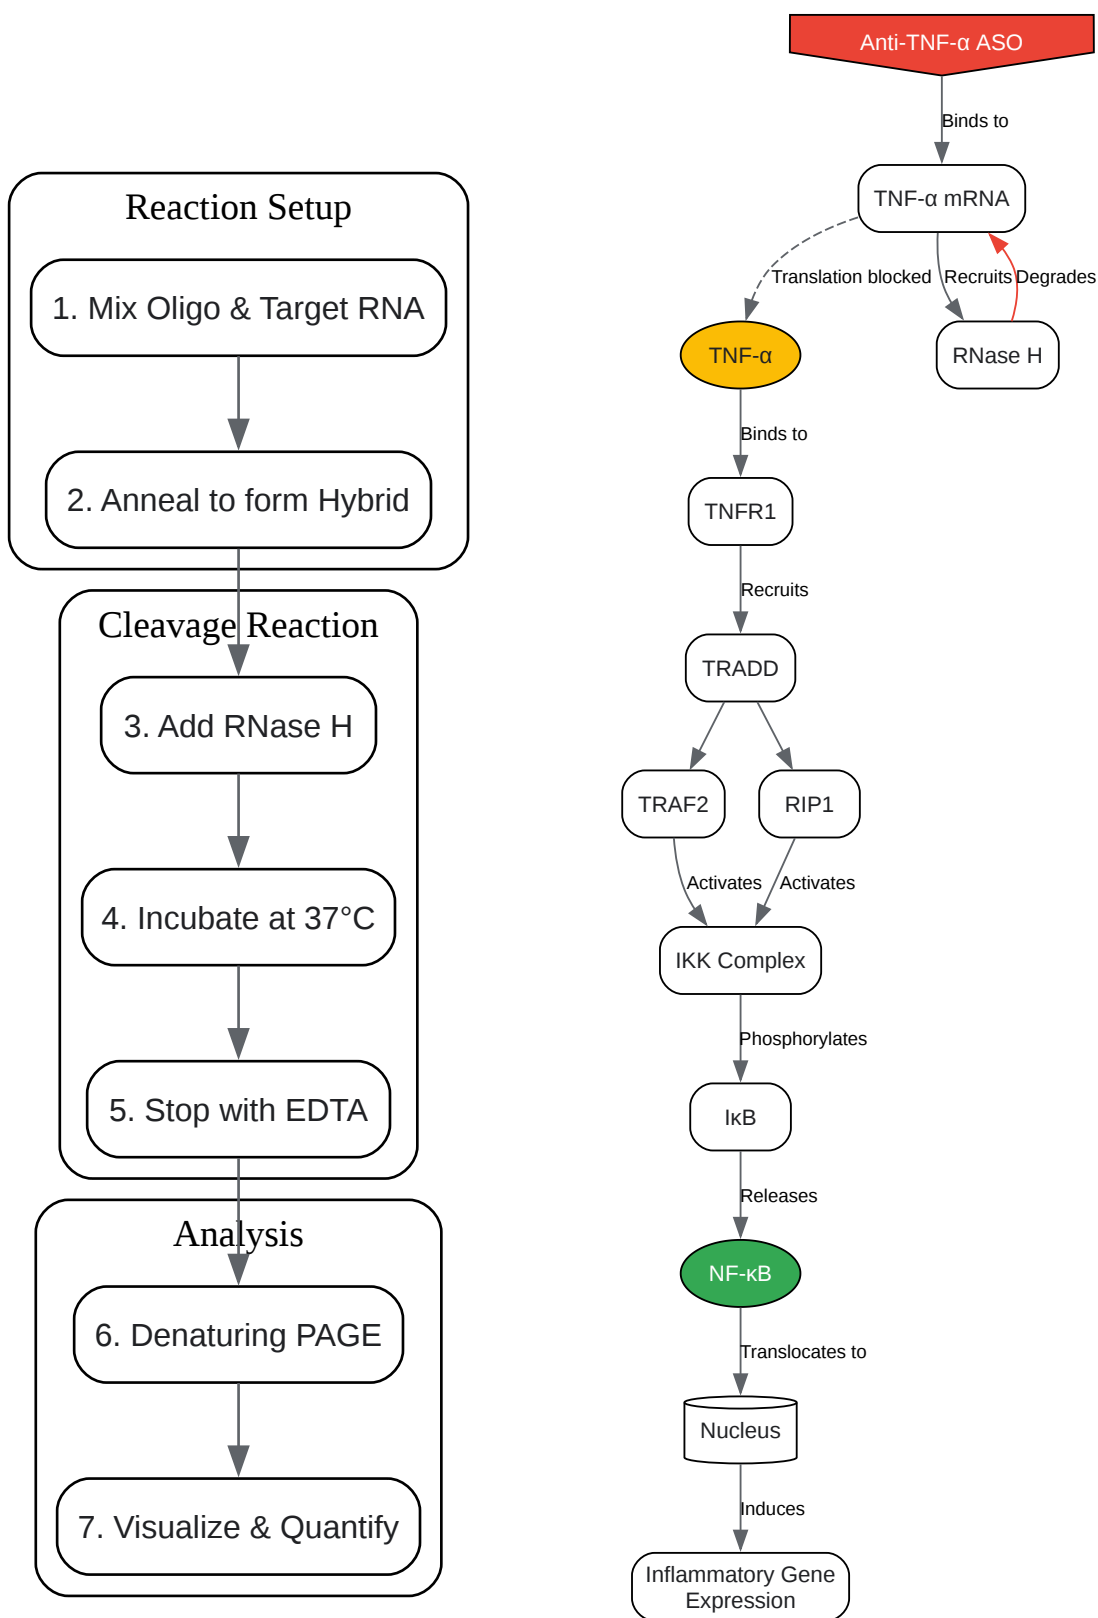 Reaction Setup
1. Mix Oligo & Target RNA
2. Anneal to form Hybrid
Cleavage Reaction
3. Add RNase H
4. Incubate at 37°C
5. Stop with EDTA
Analysis
6. Denaturing PAGE
7. Visualize & Quantify
Anti-TNF-α ASO
Binds to
TNF-α mRNA
Translation blocked
Recruits
Degrades
TNF-α
RNase H
Binds to
TNFR1
Recruits
TRADD
TRAF2
RIP1
Activates
Activates
IKK Complex
Phosphorylates
IκB
Releases
NF-κB
Translocates to
Nucleus
Induces
Inflammatory Gene
Expression